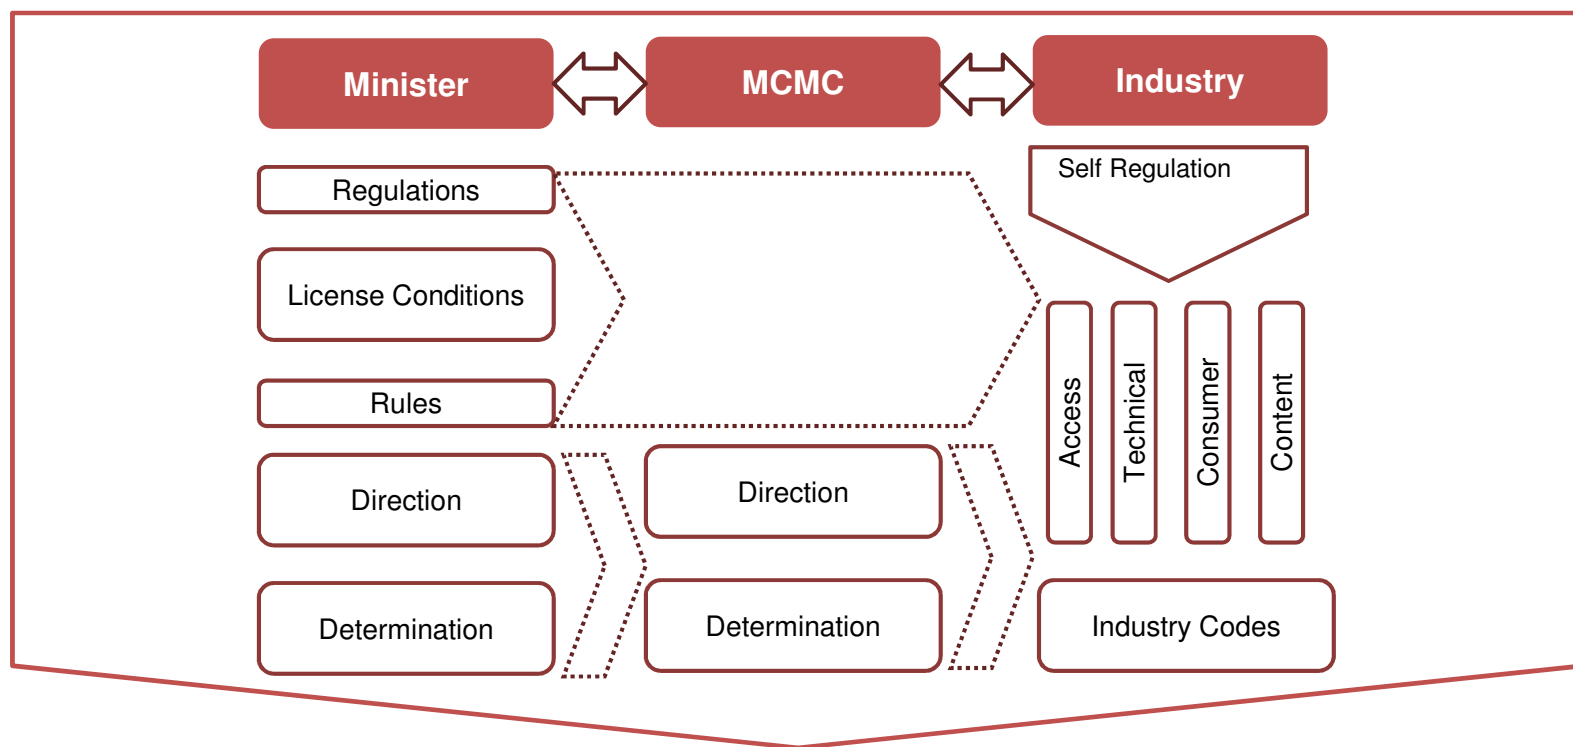 Minister
MCMC
Industry
Regulations
Self Regulation
License Conditions
Rules
Access
Technical
Consumer
Content
Direction
Direction
Determination
Determination
Industry Codes